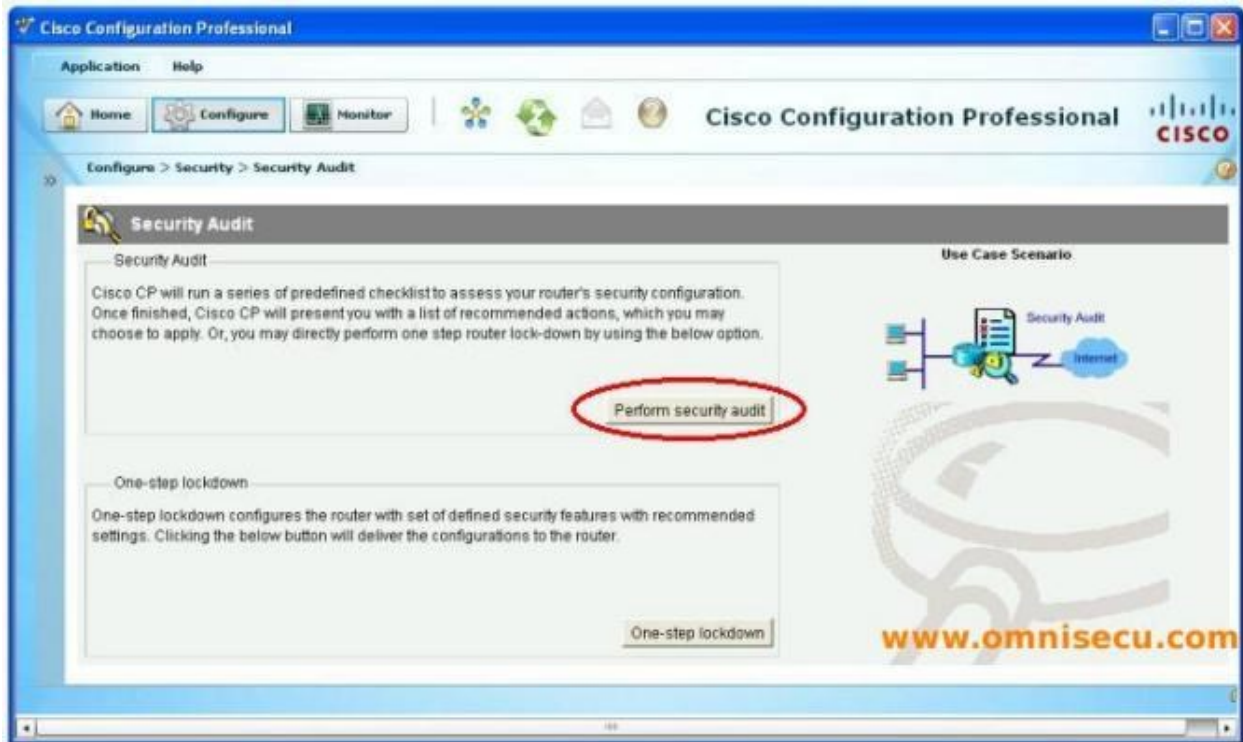 Cisco Configuration Professional
Application Help
Home Configure Monitor Cisco Configuration Professional
CISCO
Configure > Security > Security Audit
Security Audit
Security Audit
Cisco CP will run a series of predefined checklist to assess your router's security configuration.
Once finished, Cisco CP will present you with a list of recommended actions, which you may
choose to apply. Or, you may directly perform one step router lock-down by using the below option.
Perform security audit
Use Case Scenario
Security Audit
Internet
One-step lockdown
One-step lockdown configures the router with set of defined security features with recommended
settings. Clicking the below button will deliver the configurations to the router.
One-step lockdown
www.omnisecu.com